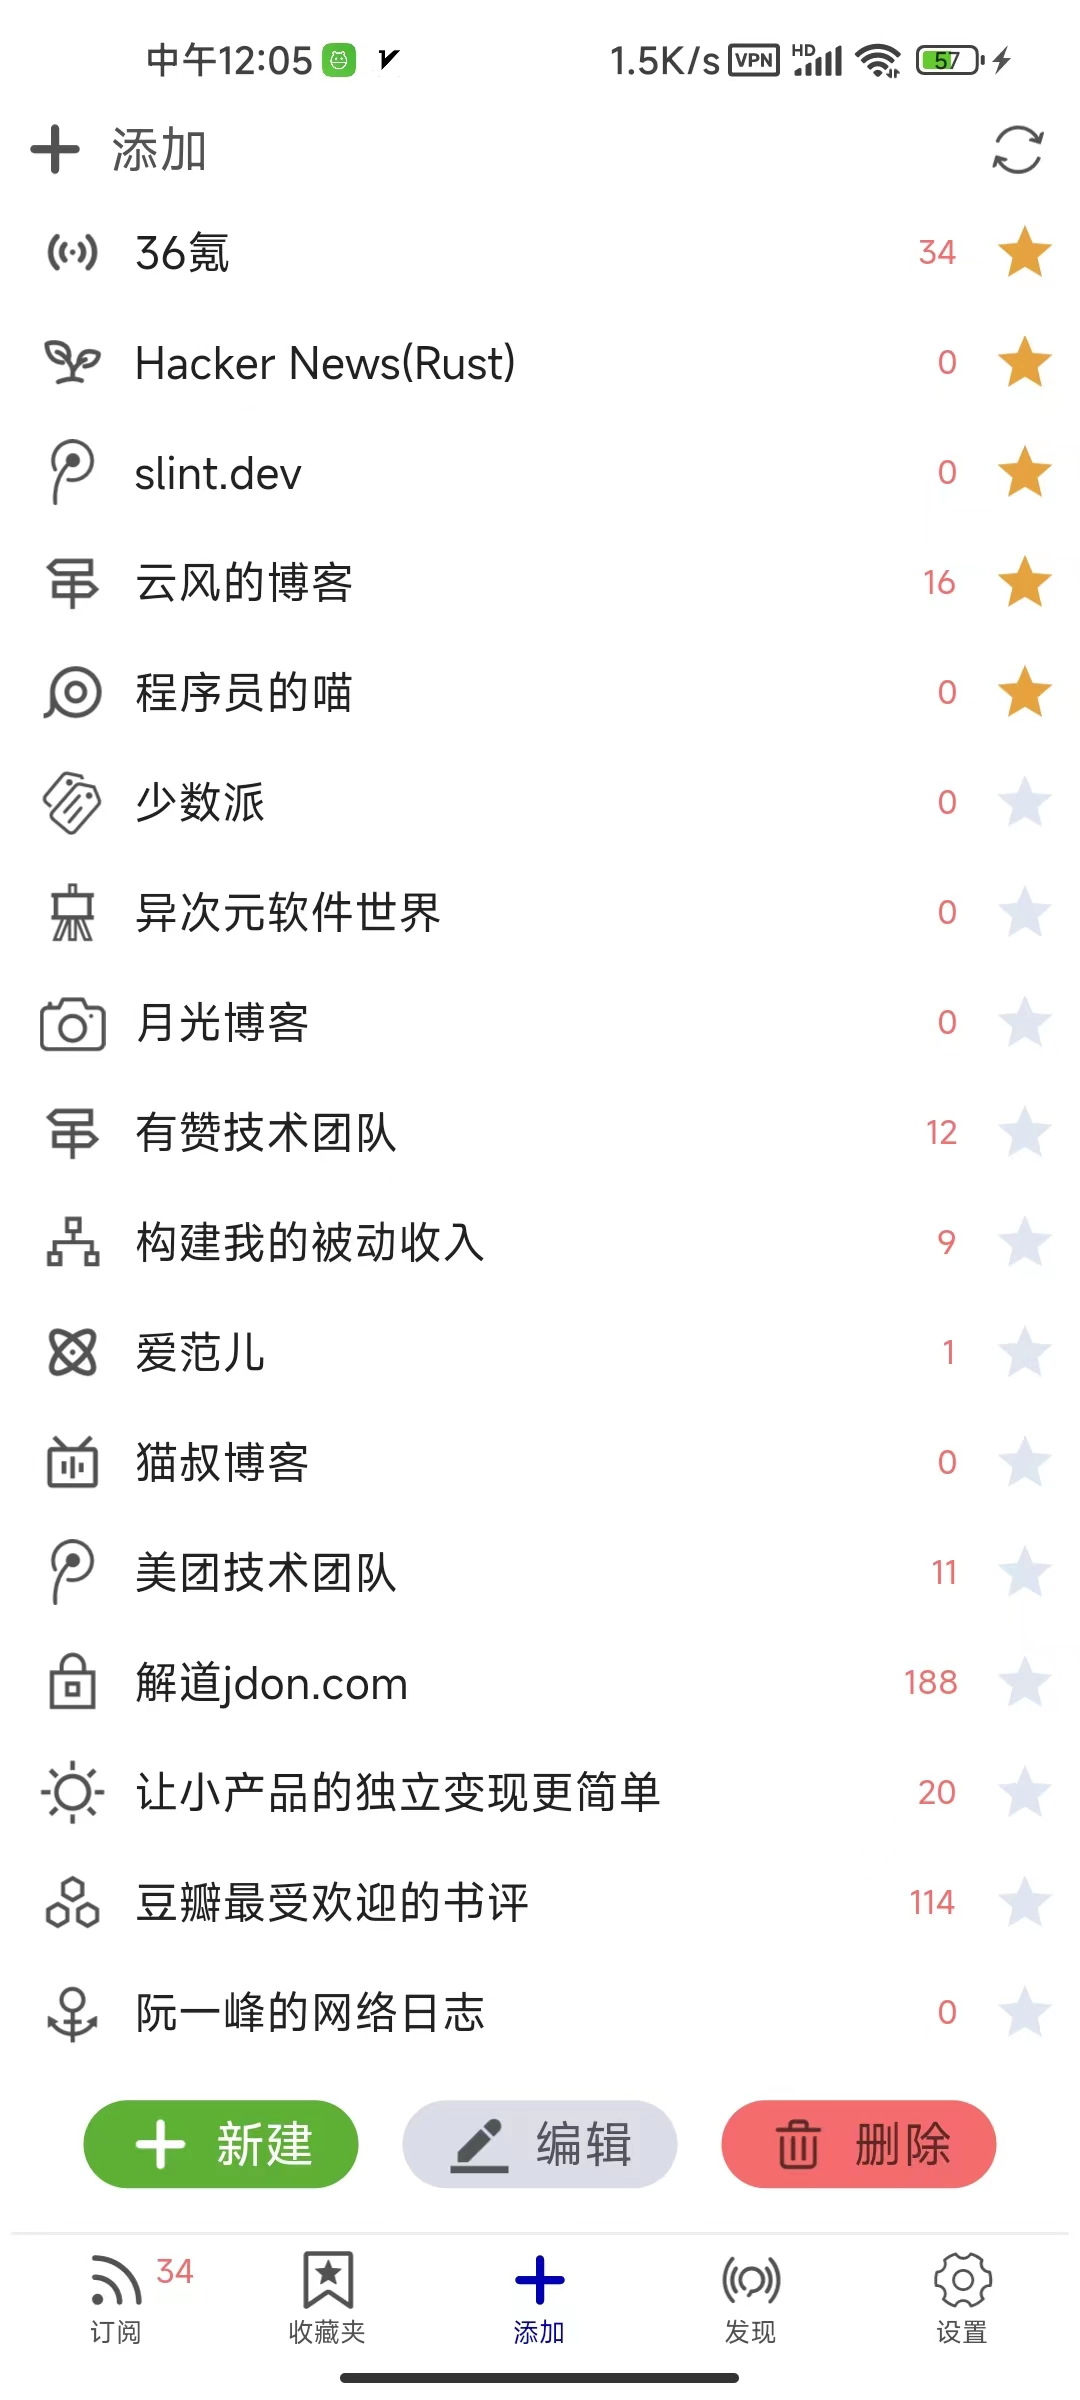 中午12:05 1.5K/s VPN HD 57
添加
36氪 34
Hacker News(Rust) 0
slint.dev 0
云风的博客 16
程序员的喵 0
少数派 0
异次元软件世界 0
月光博客 0
有赞技术团队 12
构建我的被动收入 9
爱范儿 1
猫叔博客 0
美团技术团队 11
解道jdon.com 188
让小产品的独立变现更简单 20
豆瓣最受欢迎的书评 114
阮一峰的网络日志 0
新建 编辑 删除
34
订阅 收藏夹 添加 发现 设置